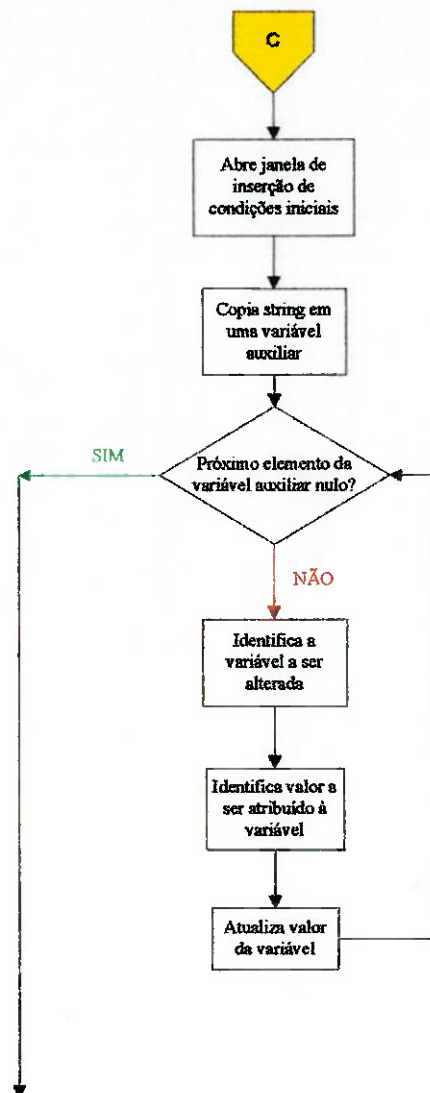 C
Abre janela de
inserção de
condições iniciais
Copia string em
uma variável
auxiliar
SIM
Próximo elemento da
variável auxiliar nulo?
NÃO
Identifica a
variável a ser
alterada
Identifica valor a
ser atribuído à
variável
Atualiza valor
da variável